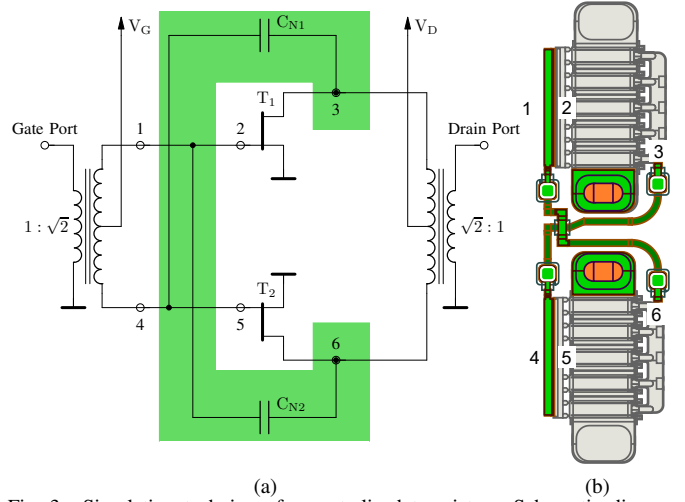 V_G
C_N1
V_D
T_1
3
Gate Port
1
2
Drain Port
1 : √2
√2 : 1
T_2
4
5
6
C_N2
(a)
1
2
3
4
5
6
(b)